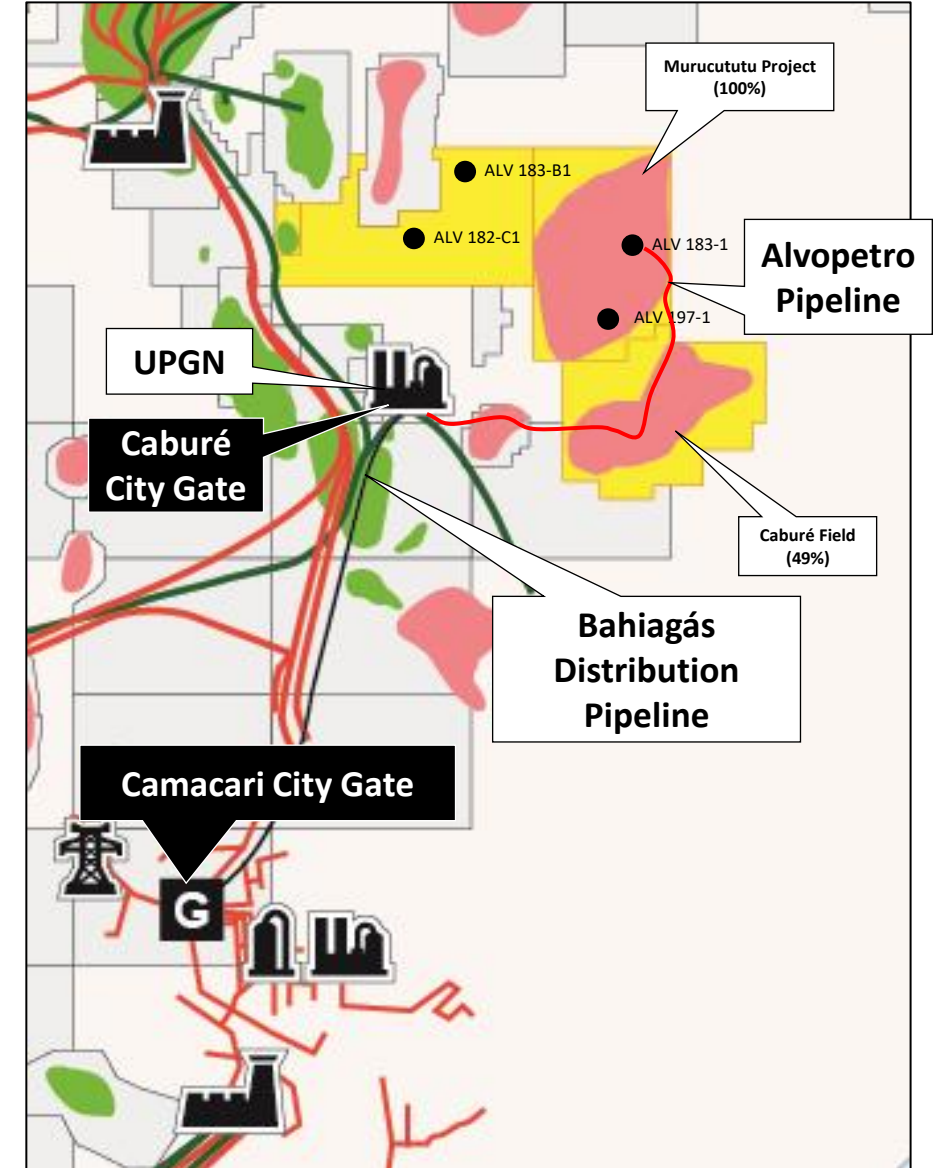 Murucututu Project
(100%)
ALV 183-B1
ALV 182-C1
ALV 183-1
Alvopetro
Pipeline
ALV 197-1
UPGN
Caburé
City Gate
Caburé Field
(49%)
Bahiagás
Distribution
Pipeline
Camacari City Gate
G